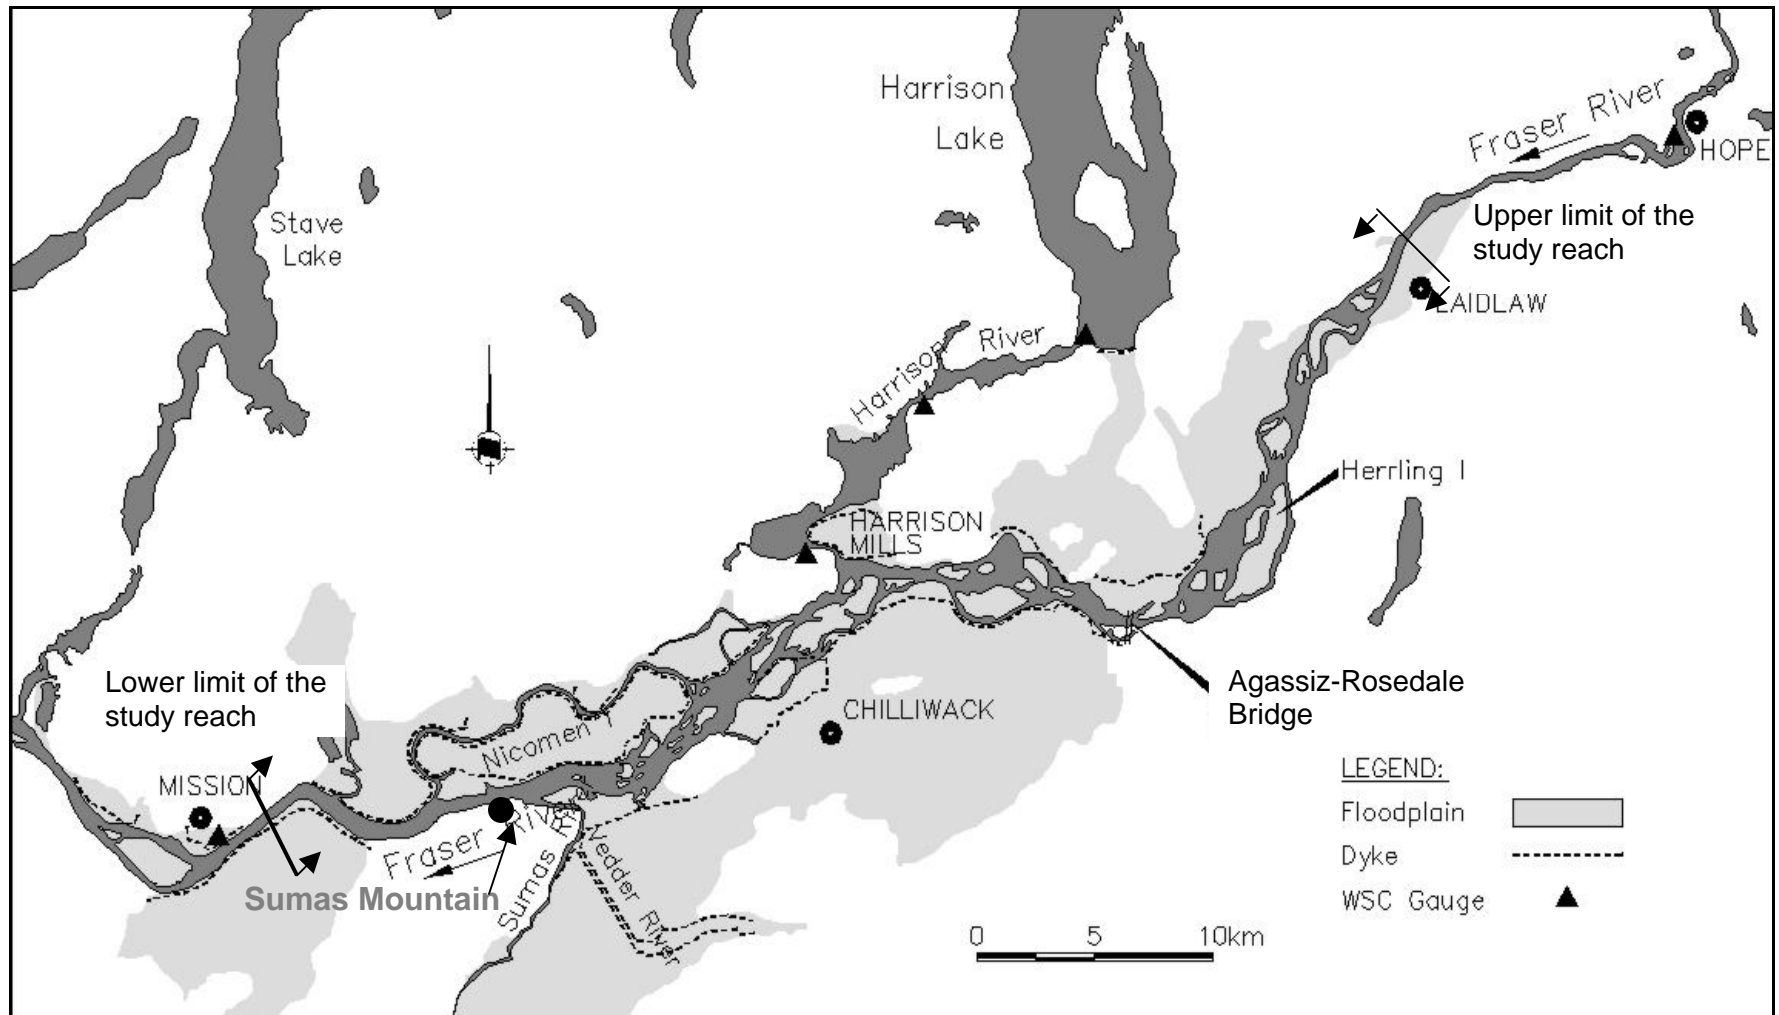 Harrison
Lake
Fraser River
HOPE
Stave
Lake
Upper limit of the
study reach
LAIDLAW
Harrison River
Herrling I
HARRISON
MILLS
Agassiz-Rosedale
Bridge
Lower limit of the
study reach
CHILLIWACK
Nicomen I
MISSION
Fraser River
Sumas Mountain
Sumas Ri
Vedder River
0 5 10km
LEGEND:
Floodplain
Dyke
WSC Gauge